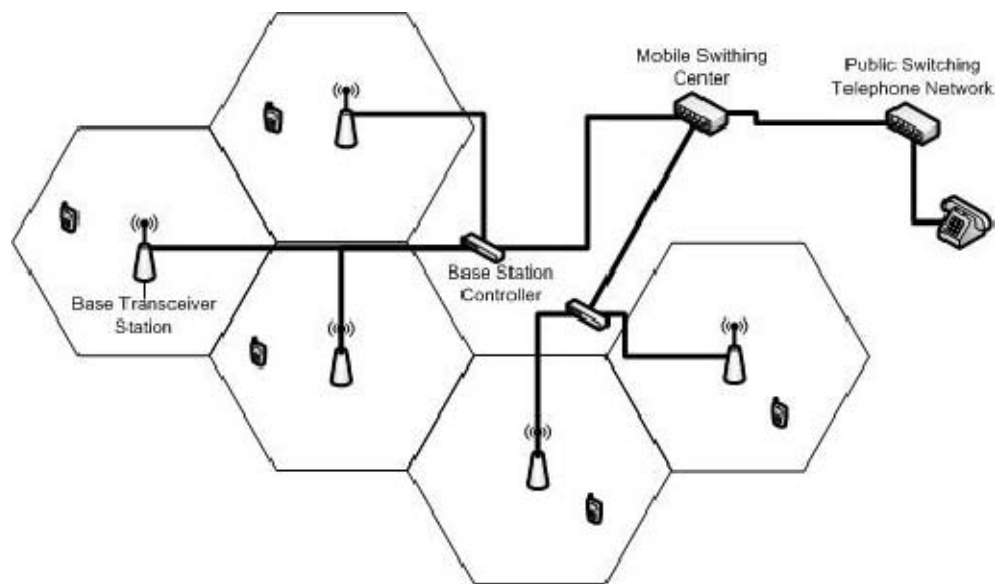 Mobile Swithing
Center
Public Switching
Telephone Network
Base Station
Controller
Base Transceiver
Station